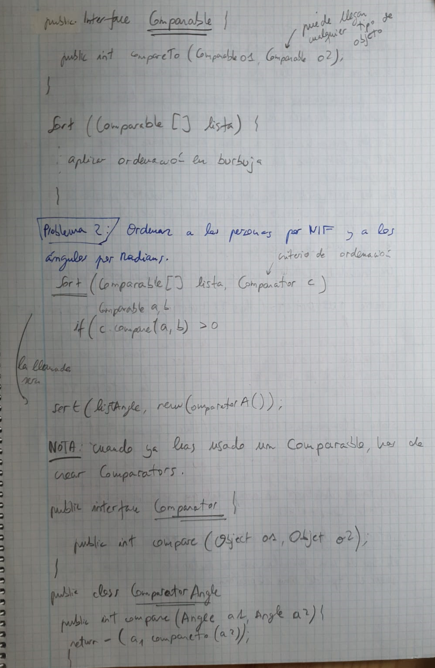 public Interface Comparable {
puede llegar
cualquier tipo de
objeto
public int compareTo (Comparable o1, Comparable o2);
}
Sort (Comparable [] lista) {
: aplicar ordenación en burbuja
}
Problema 2: Ordenar a las personas por NIF y a los
ángulos por radians.
criterio de ordenación
Sort (Comparable [] lista, Comparator c)
Comparable a, b
if (c.compare(a, b) > 0
la llamada
sería
sort (listAngle, new ComparatorA());
NOTA: cuando ya has usado un Comparable, has de
crear Comparators.
public interface Comparator {
public int compare (Object o1, Objet o2);
}
public class ComparatorAngle
public int compare (Angle a1, Angle a2) {
return - (a1 compareto (a2));
}